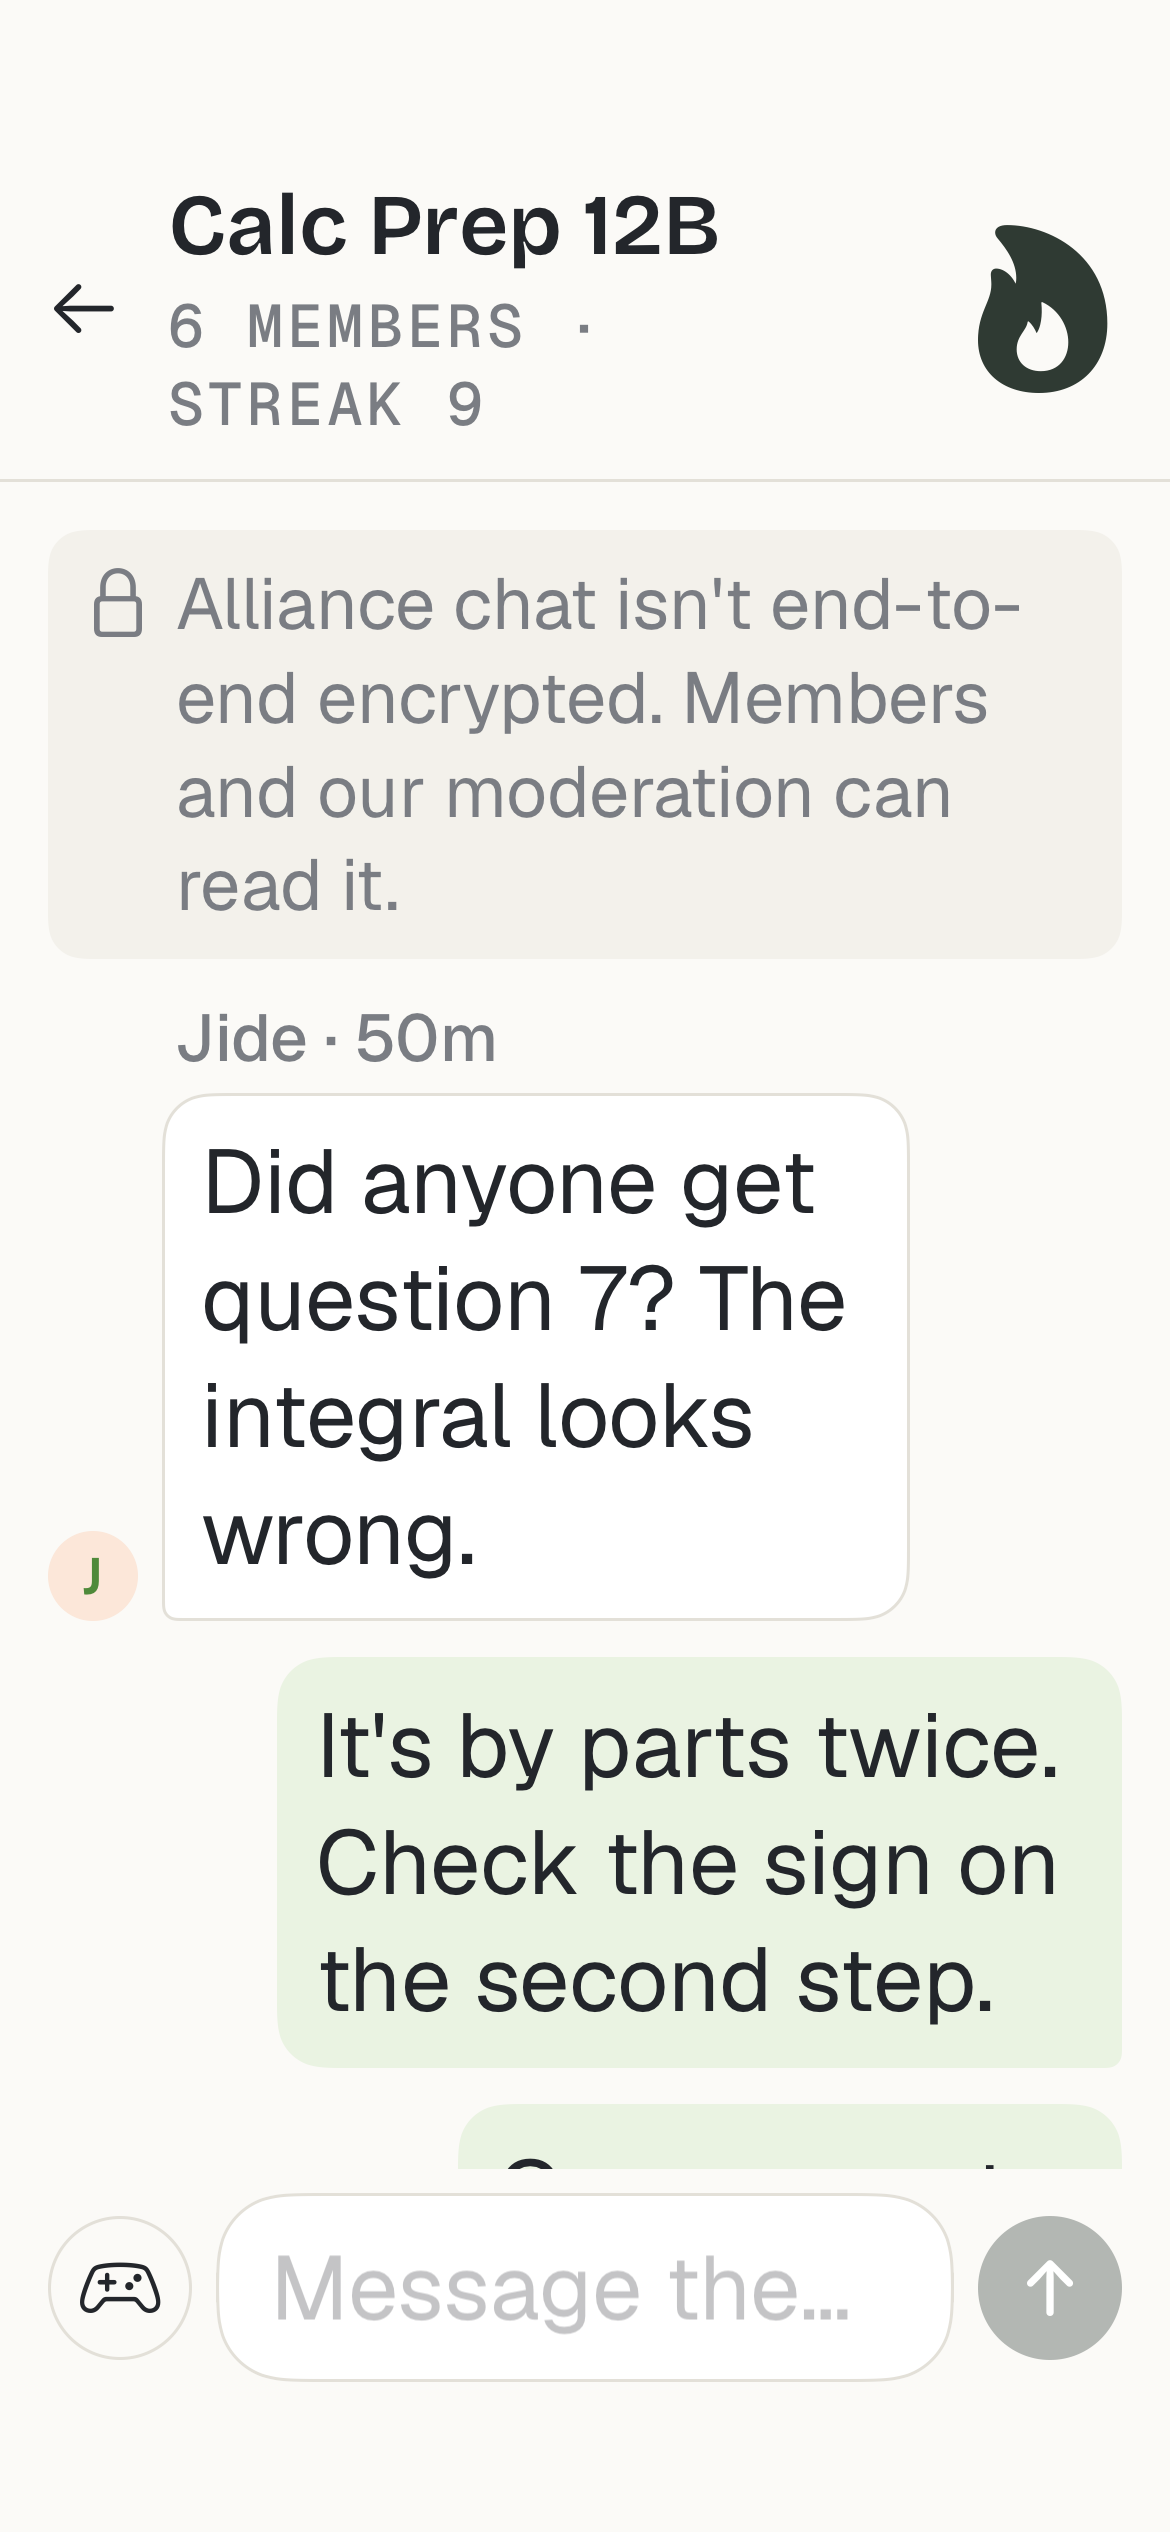 Calc Prep 12B
6 MEMBERS ·
STREAK 9
Alliance chat isn't end-to-
end encrypted. Members
and our moderation can
read it.
Jide · 50m
Did anyone get
question 7? The
integral looks
wrong.
J
It's by parts twice.
Check the sign on
the second step.
Message the…